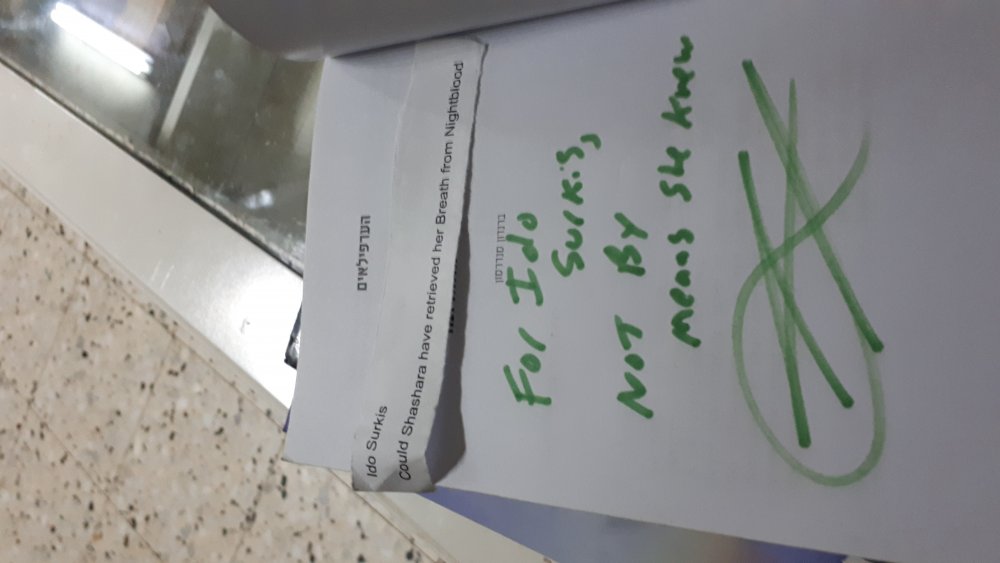 הערפילאים
Ido Surkis
Could Shashara have retrieved her Breath from Nightblood
ברנדון סנדרסון
For Ido
Surkis,
Not By
means she knew